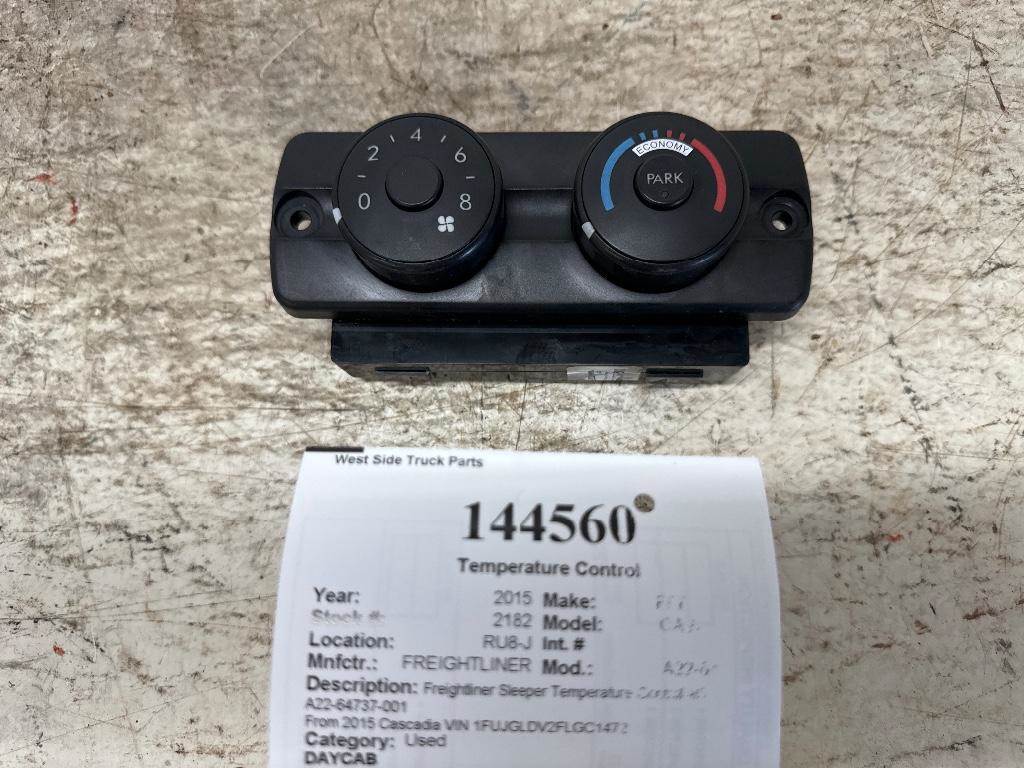 4
2 6
0 8
ECONOMY
PARK
West Side Truck Parts
144560
Temperature Control
Year: 2015 Make:
Stock #: 2182 Model:
Location: RU8-J Int. #
Mnfctr.: FREIGHTLINER Mod.:
Description: Freightliner Sleeper Temperature
A22-64737-001
From 2015 Cascadia VIN 1FUJGLDV2FLGC1472
Category: Used
DAYCAB